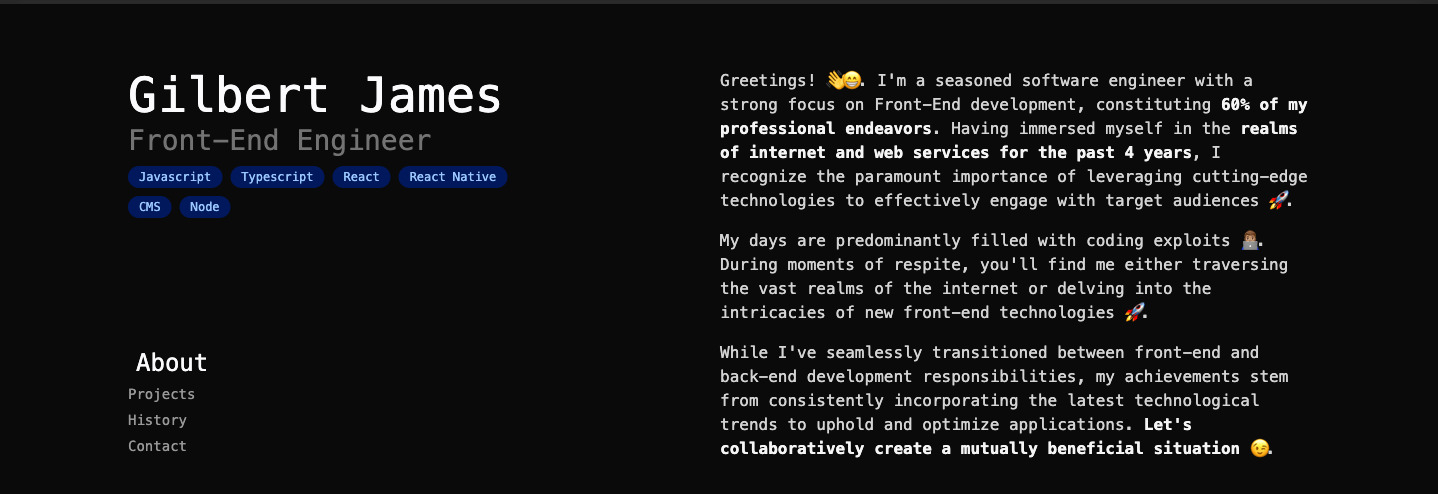 Gilbert James
Front-End Engineer
Javascript Typescript React React Native
CMS Node
About
Projects
History
Contact
Greetings! 👋😁. I'm a seasoned software engineer with a
strong focus on Front-End development, constituting 60% of my
professional endeavors. Having immersed myself in the realms
of internet and web services for the past 4 years, I
recognize the paramount importance of leveraging cutting-edge
technologies to effectively engage with target audiences 🚀.
My days are predominantly filled with coding exploits 👨🏽‍💻.
During moments of respite, you'll find me either traversing
the vast realms of the internet or delving into the
intricacies of new front-end technologies 🚀.
While I've seamlessly transitioned between front-end and
back-end development responsibilities, my achievements stem
from consistently incorporating the latest technological
trends to uphold and optimize applications. Let's
collaboratively create a mutually beneficial situation 😉.